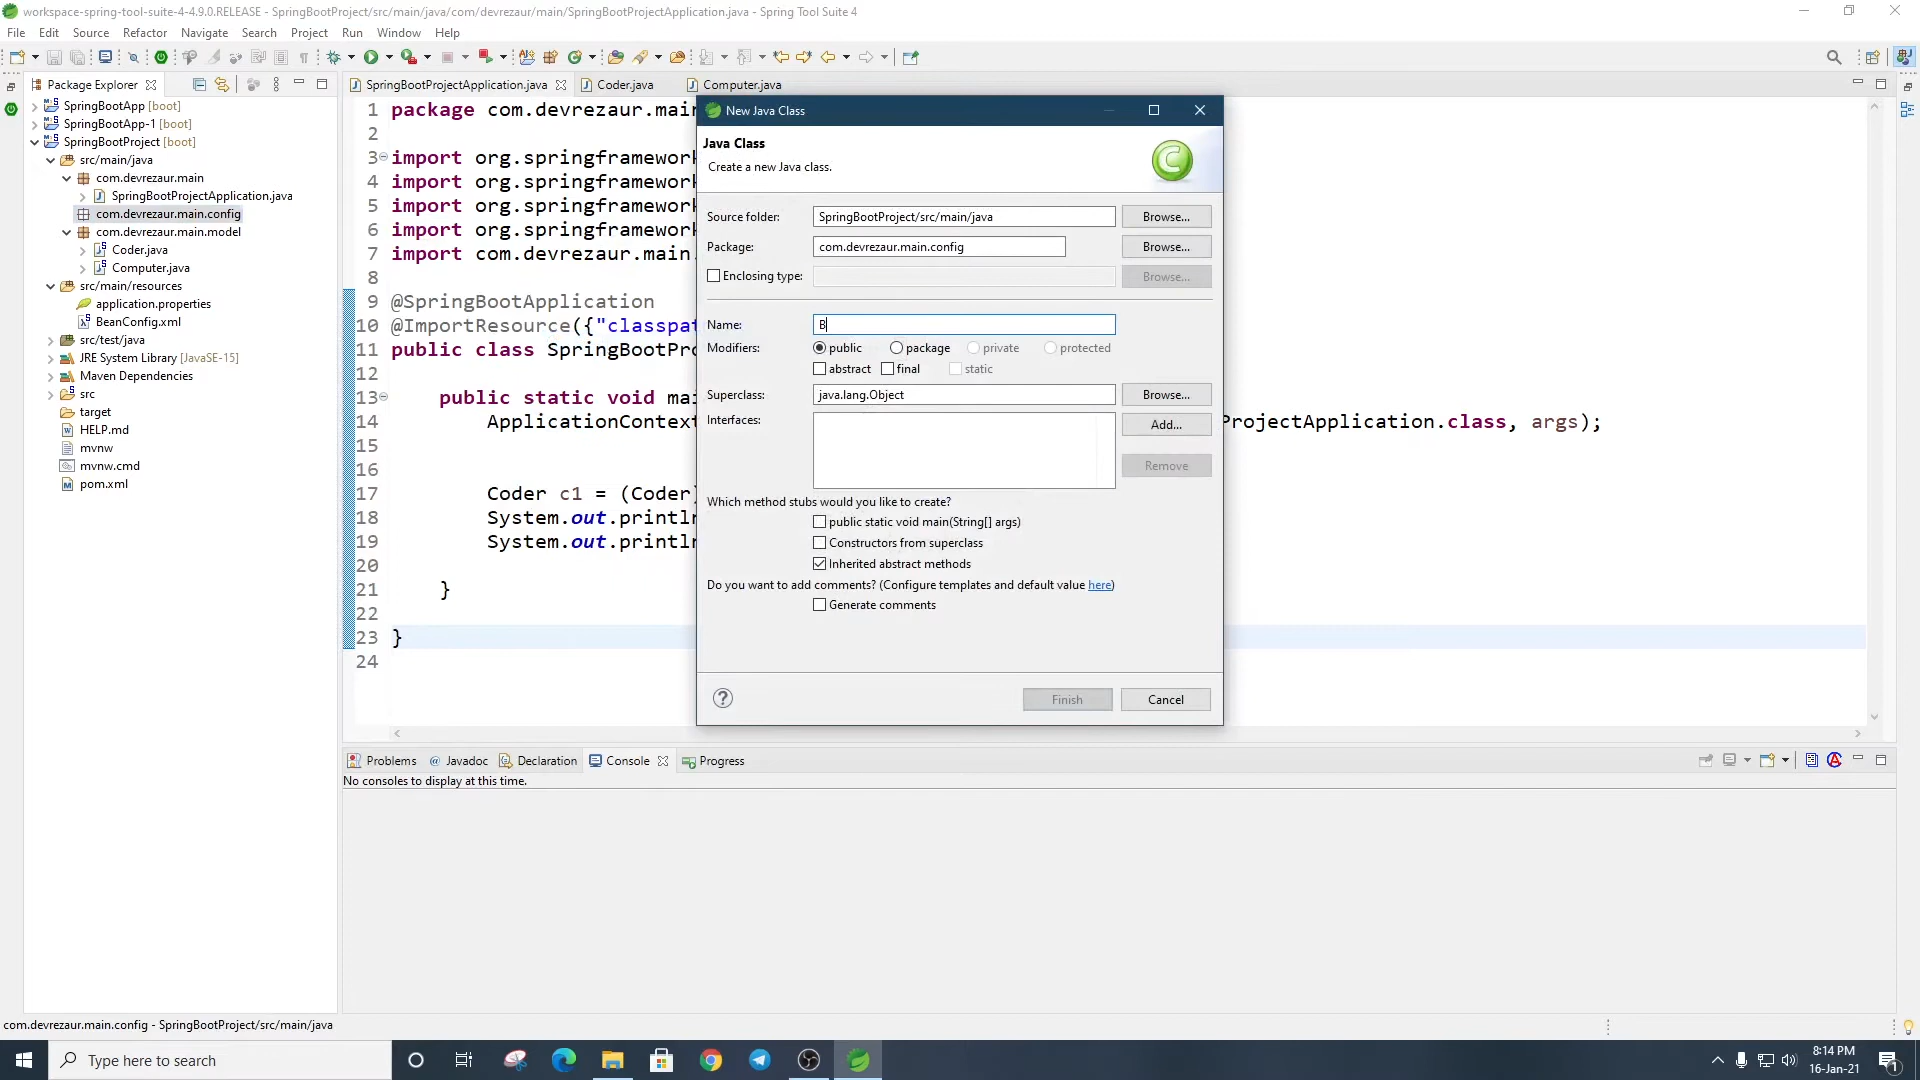 workspace-spring-tool-suite-4-4.9.0.RELEASE - SpringBootProject/src/main/java/com/devrezaur/main/SpringBootProjectApplication.java - Spring Tool Suite 4
File Edit Source Refactor Navigate Search Project Run Window Help
Package Explorer
SpringBootApp [boot]
SpringBootApp-1 [boot]
SpringBootProject [boot]
src/main/java
com.devrezaur.main
SpringBootProjectApplication.java
com.devrezaur.main.config
com.devrezaur.main.model
Coder.java
Computer.java
src/main/resources
application.properties
BeanConfig.xml
src/test/java
JRE System Library [JavaSE-15]
Maven Dependencies
src
target
HELP.md
mvnw
mvnw.cmd
pom.xml
SpringBootProjectApplication.java Coder.java Computer.java
1 package com.devrezaur.main
2
3 import org.springframework
4 import org.springframework
5 import org.springframework
6 import org.springframework
7 import com.devrezaur.main.
8
9 @SpringBootApplication
10 @ImportResource({"classpat
11 public class SpringBootPro
12
13 public static void mai
14 ApplicationContext ProjectApplication.class, args);
15
16
17 Coder c1 = (Coder)
18 System.out.println
19 System.out.println
20
21 }
22
23 }
24
New Java Class
Java Class
Create a new Java class.
Source folder: SpringBootProject/src/main/java Browse...
Package: com.devrezaur.main.config Browse...
Enclosing type: Browse...
Name: B
Modifiers: public package private protected
abstract final static
Superclass: java.lang.Object Browse...
Interfaces: Add...
Remove
Which method stubs would you like to create?
public static void main(String[] args)
Constructors from superclass
Inherited abstract methods
Do you want to add comments? (Configure templates and default value here)
Generate comments
Finish Cancel
Problems Javadoc Declaration Console Progress
No consoles to display at this time.
com.devrezaur.main.config - SpringBootProject/src/main/java
Type here to search
8:14 PM
16-Jan-21
1